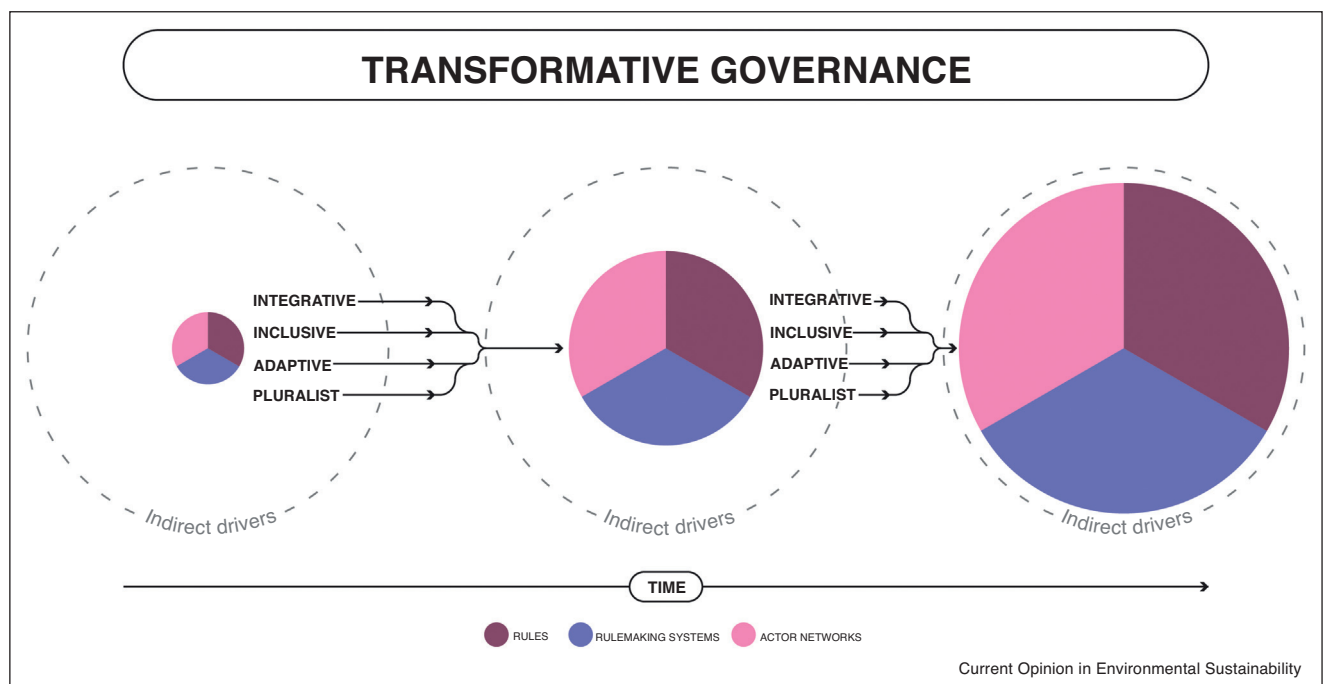 TRANSFORMATIVE GOVERNANCE
INTEGRATIVE
INCLUSIVE
ADAPTIVE
PLURALIST
INTEGRATIVE
INCLUSIVE
ADAPTIVE
PLURALIST
Indirect drivers
Indirect drivers
Indirect drivers
TIME
RULES
RULEMAKING SYSTEMS
ACTOR NETWORKS
Current Opinion in Environmental Sustainability